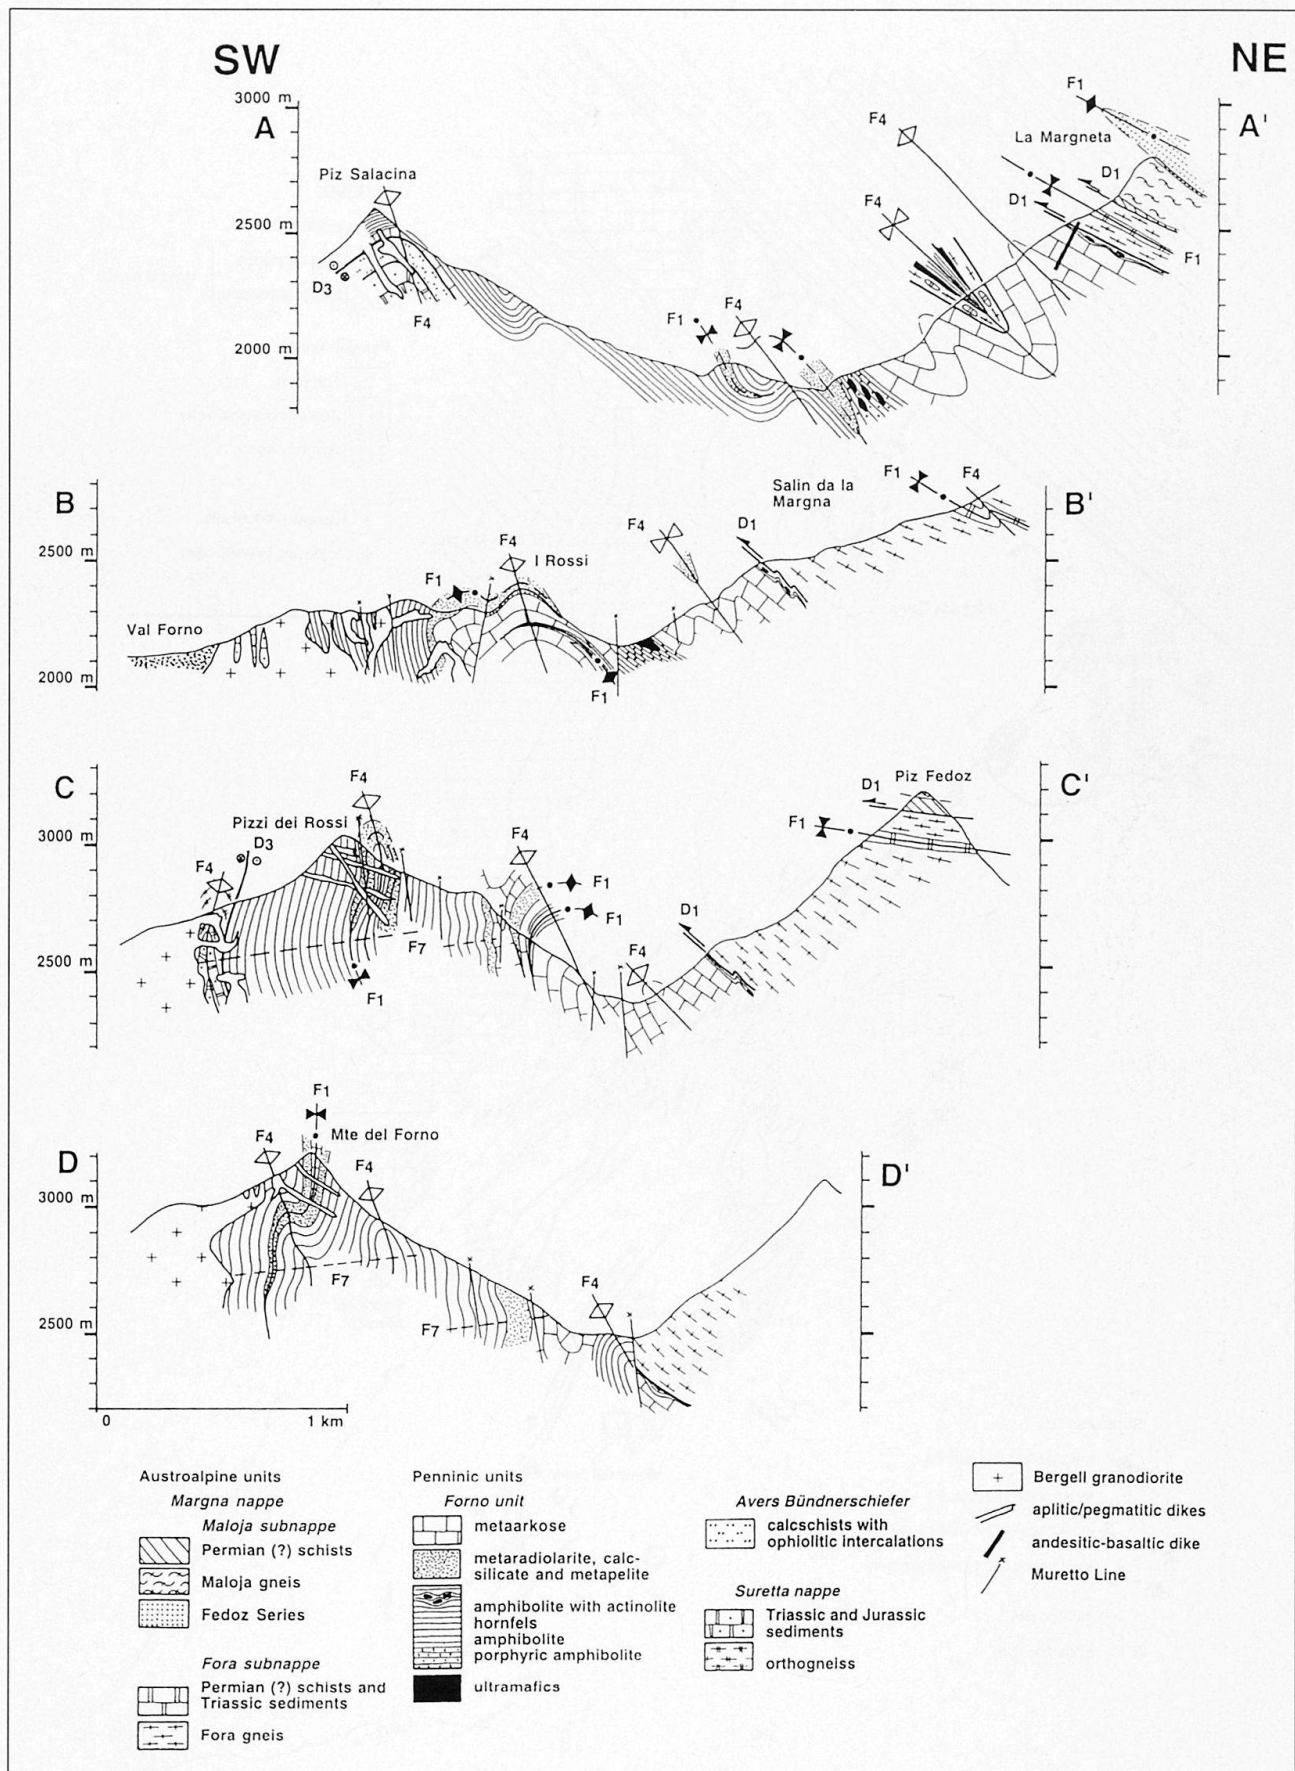 SW
NE
3000 m
A
A'
F1
F4
La Margneta
Piz Salacina
D1
F4
D1
2500 m
F1
D3
F4
F1
F4
2000 m
B
B'
F1
F4
Salin da la
Margna
D1
2500 m
F4
F4
I Rossi
F1
Val Forno
2000 m
F1
C
C'
F4
Piz Fedoz
D1
Pizzi dei Rossi
3000 m
D3
F4
F1
F4
F1
F1
D1
F7
F4
2500 m
F1
F1
Mte del Forno
F4
D
F4
D'
3000 m
F7
F4
2500 m
F7
0
1 km
Austroalpine units
Margna nappe
Maloja subnappe
Permian (?) schists
Maloja gneis
Fedoz Series
Fora subnappe
Permian (?) schists and
Triassic sediments
Fora gneis
Penninic units
Forno unit
metaarkose
metaradiolarite, calc-
silicate and metapelite
amphibolite with actinolite
hornfels
amphibolite
porphyric amphibolite
ultramafics
Avers Bündnerschiefer
calcschists with
ophiolitic intercalations
Suretta nappe
Triassic and Jurassic
sediments
orthogneiss
Bergell granodiorite
aplitic/pegmatitic dikes
andesitic-basaltic dike
Muretto Line